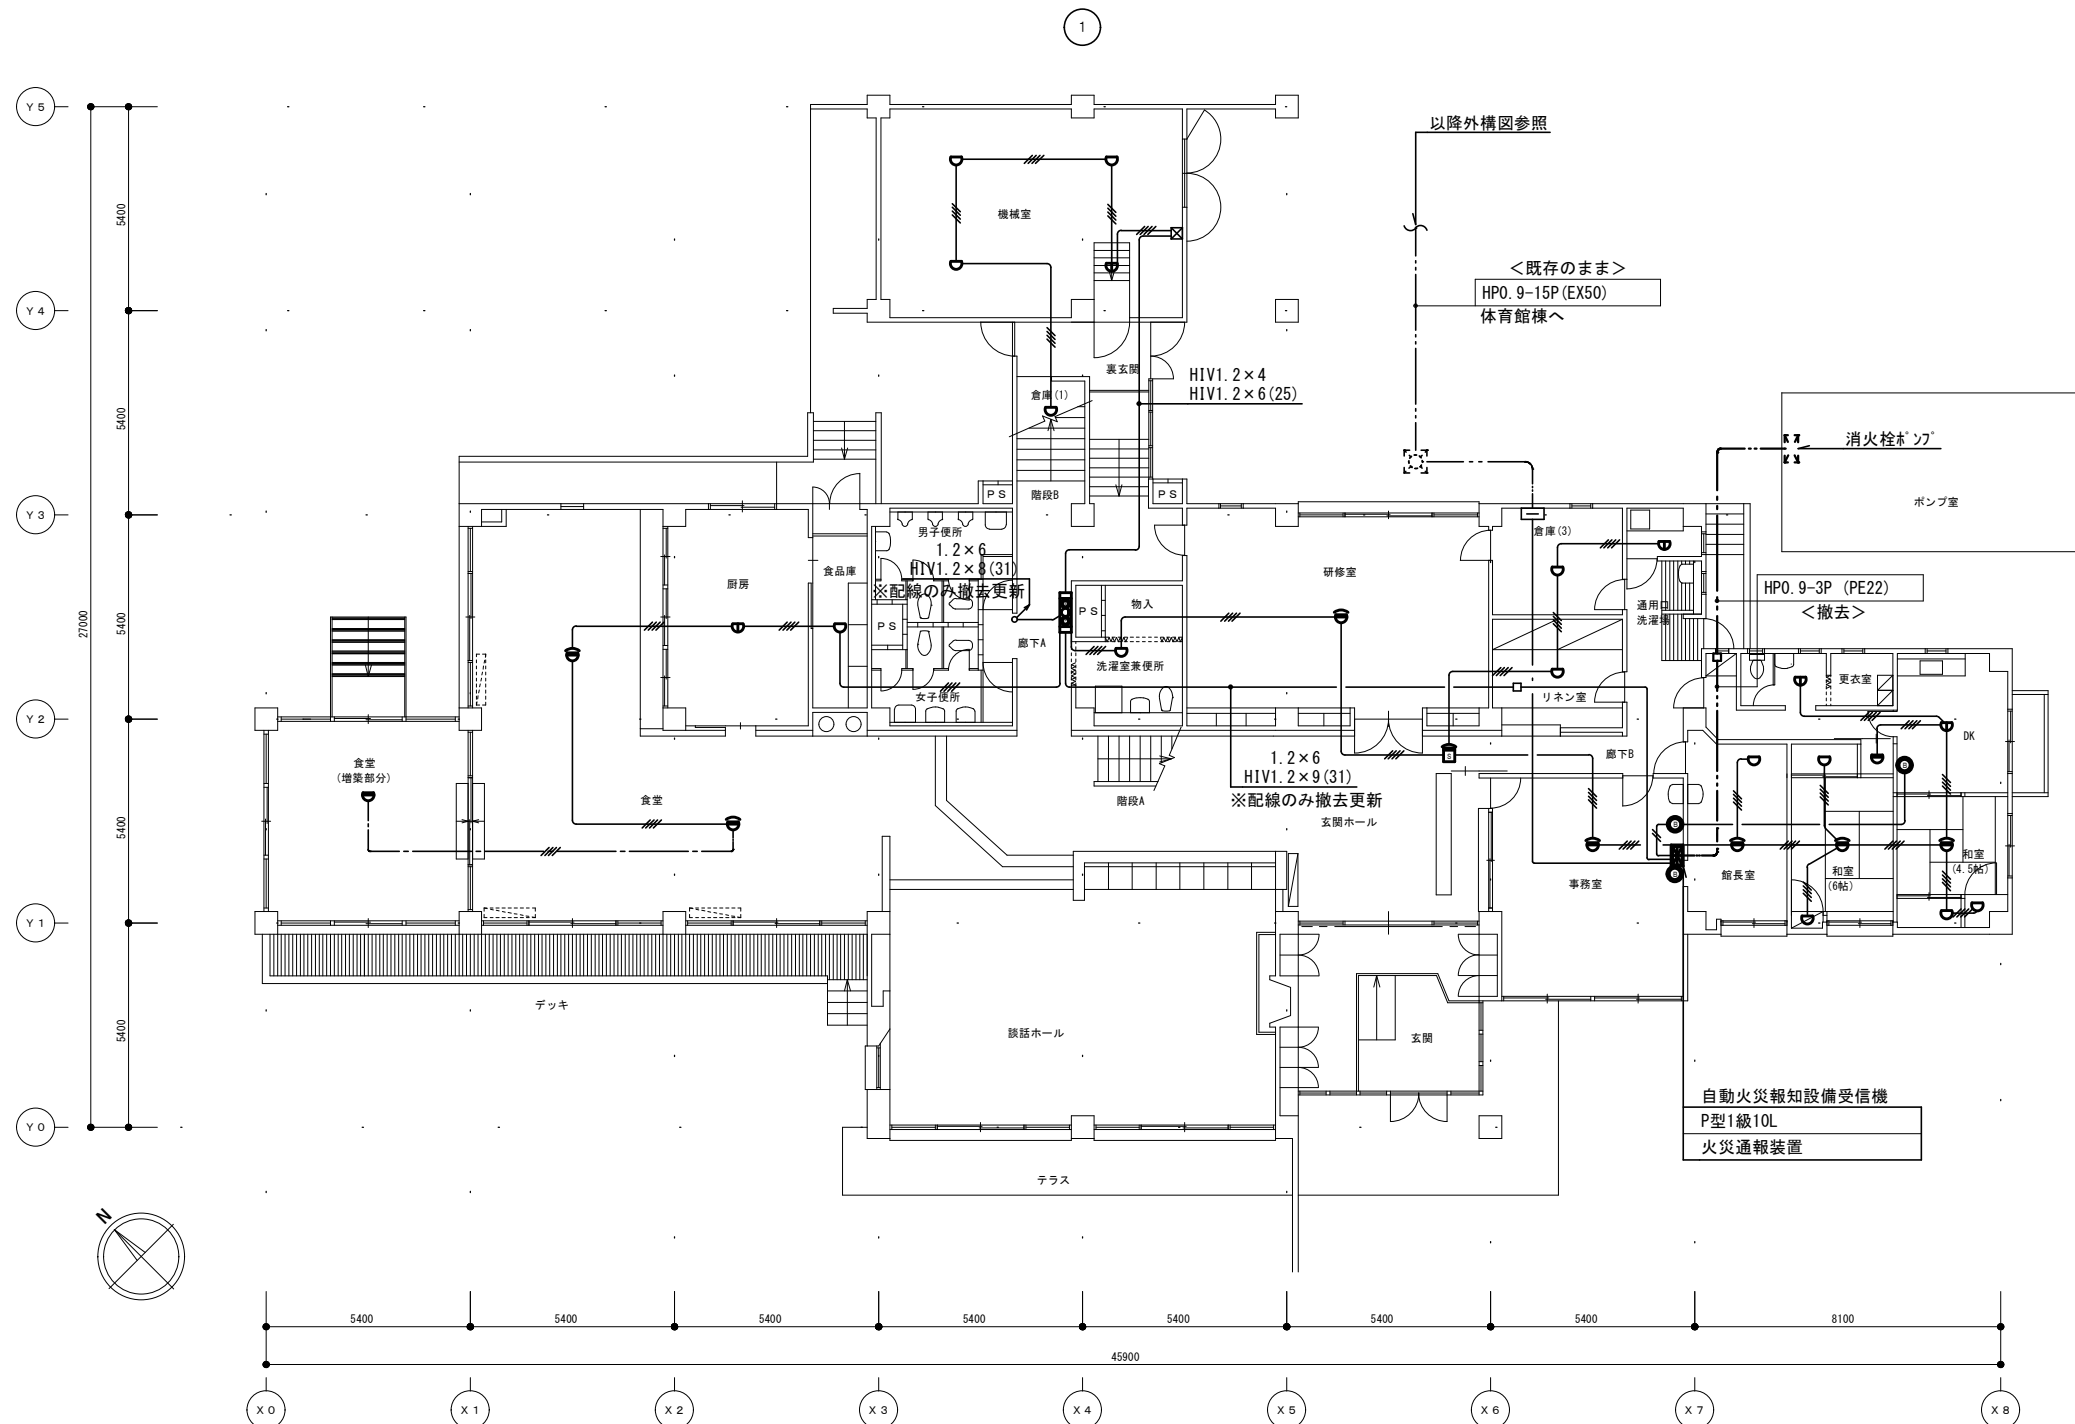 1
Y5
以降外構図参照
5400
機械室
<既存のまま>
HP0.9-15P(EX50)
体育館棟へ
Y4
裏玄関
HIV1.2×4
HIV1.2×6(25)
倉庫(1)
5400
消火栓ﾎﾟﾝﾌﾟ
ポンプ室
PS
階段B
PS
Y3
男子便所
1.2×6
HIV1.2×8(31)
※配線のみ撤去更新
倉庫(3)
食品庫
厨房
研修室
HP0.9-3P (PE22)
<撤去>
27000
5400
PS
PS
物入
通用口
洗濯場
廊下A
洗濯室兼便所
女子便所
リネン室
更衣室
Y2
DK
廊下B
食堂
(増築部分)
食堂
階段A
1.2×6
HIV1.2×9(31)
※配線のみ撤去更新
玄関ホール
5400
S
B
B
B
事務室
館長室
和室
(6帖)
和室
(4.5帖)
Y1
デッキ
談話ホール
玄関
5400
自動火災報知設備受信機
P型1級10L
火災通報装置
Y0
テラス
N
5400
5400
5400
5400
5400
5400
5400
8100
45900
X0
X1
X2
X3
X4
X5
X6
X7
X8